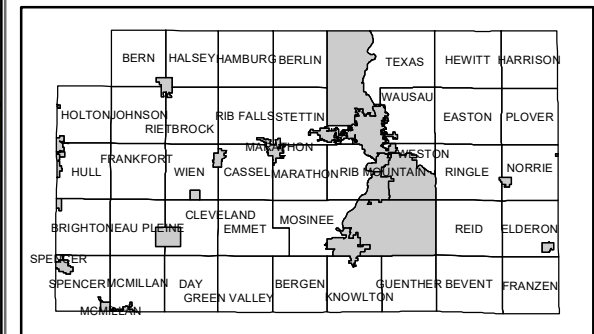 BERN HALSEY HAMBURG BERLIN TEXAS HEWITT HARRISON
WAUSAU
HOLTON JOHNSON RIB FALLS STETTIN EASTON PLOVER
RIETBROCK
MARATHON WESTON
FRANKFORT
HULL WIEN CASSEL MARATHON RIB MOUNTAIN RINGLE NORRIE
CLEVELAND MOSINEE
BRIGHTON EAU PLEINE EMMET REID ELDERON
SPENCER
SPENCER MCMILLAN DAY BERGEN GUENTHER BEVENT FRANZEN
GREEN VALLEY KNOWLTON
MCMILLAN